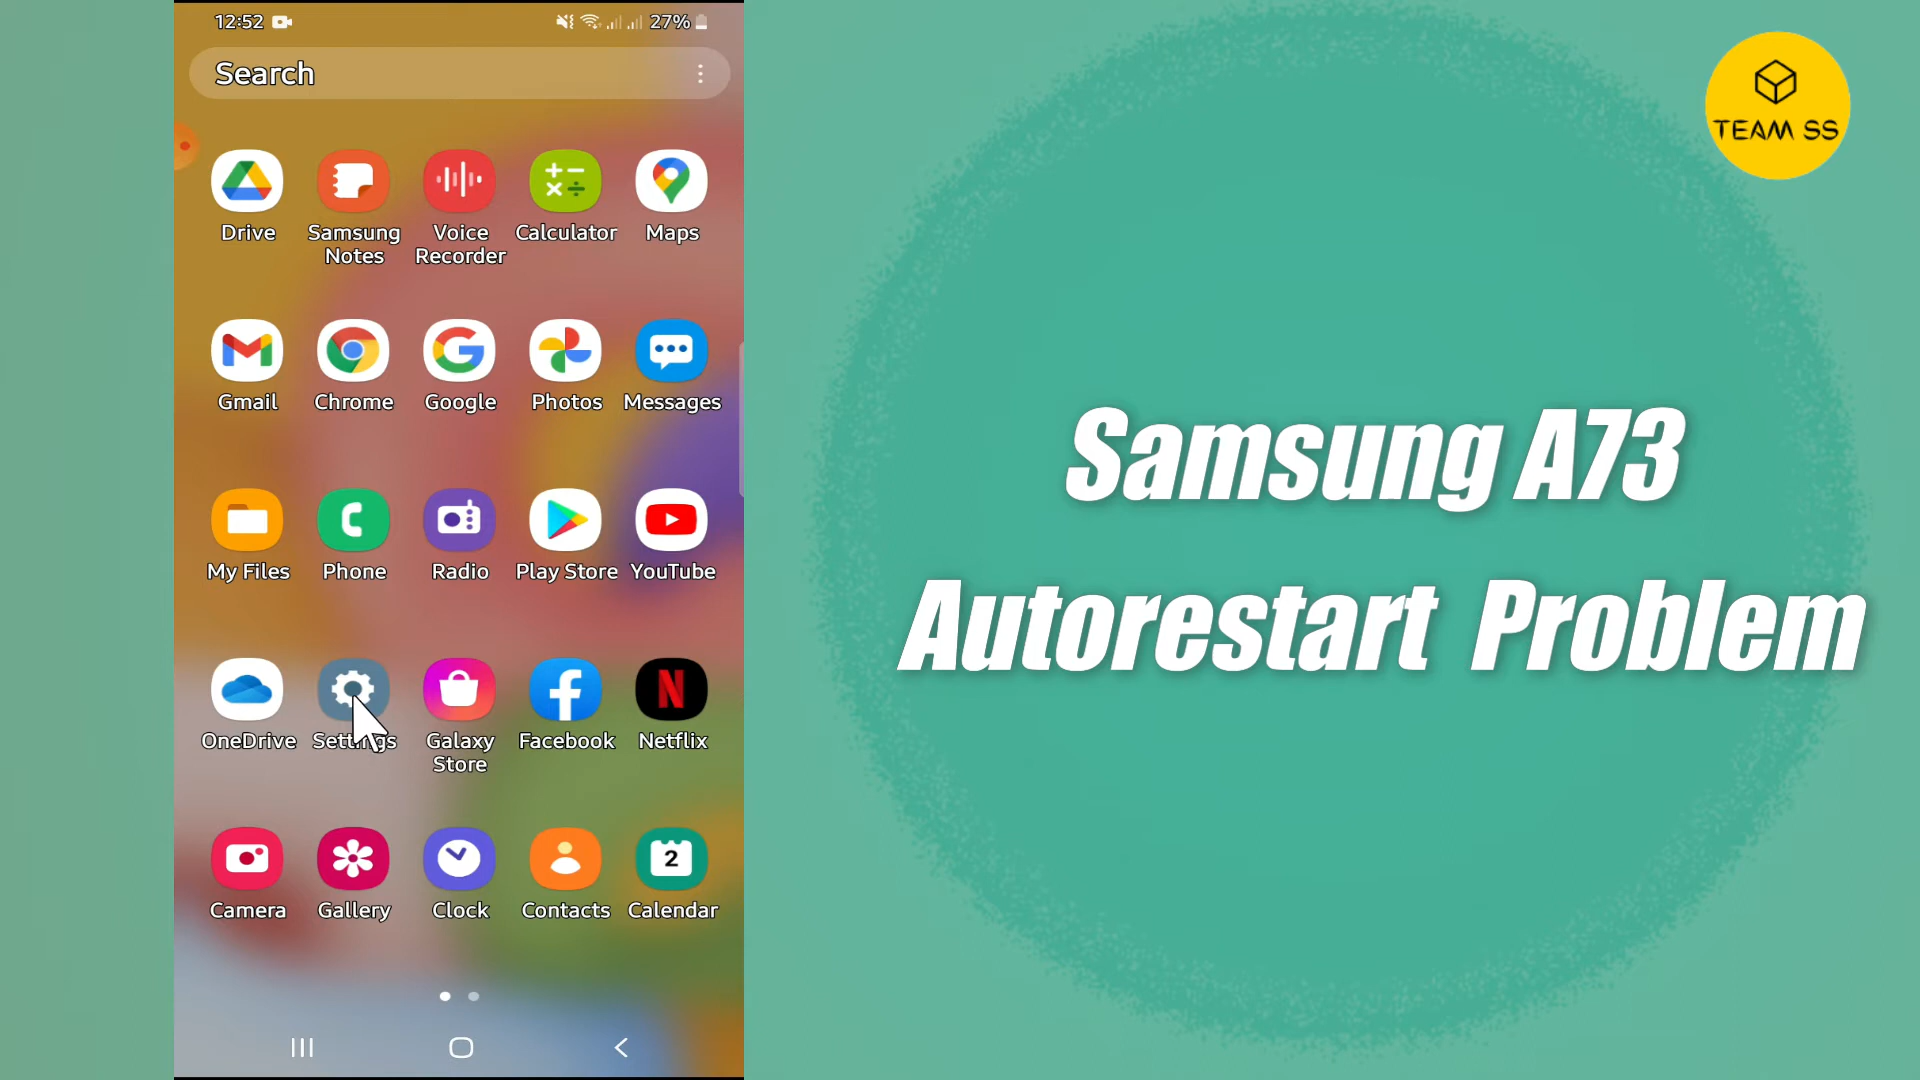 12:52
27%
Search
Drive
Samsung Notes
Voice Recorder
Calculator
Maps
Gmail
Chrome
Google
Photos
Messages
My Files
Phone
Radio
Play Store
YouTube
OneDrive
Settings
Galaxy Store
Facebook
N
Netflix
Camera
Gallery
Clock
Contacts
2
Calendar
TEAM SS
Samsung A73
Autorestart Problem